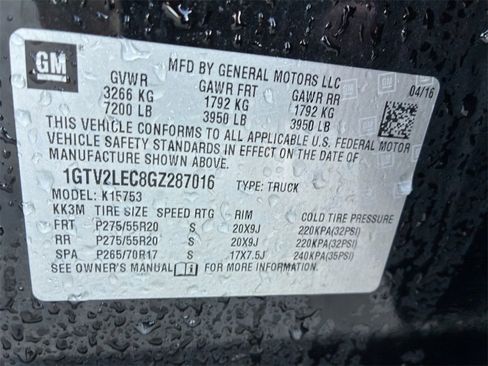 GM
MFD BY GENERAL MOTORS LLC
04/16
GVWR GAWR FRT GAWR RR
3266 KG 1792 KG 1792 KG
7200 LB 3950 LB 3950 LB
THIS VEHICLE CONFORMS TO ALL APPLICABLE U.S. FEDERAL MOTOR
VEHICLE SAFETY STANDARDS IN EFFECT ON THE DATE OF
MANUFACTURE SHOWN ABOVE.
1GTV2LEC8GZ287016 TYPE: TRUCK
MODEL: K15753
KK3M TIRE SIZE SPEED RTG RIM COLD TIRE PRESSURE
FRT P275/55R20 S 20X9J 220KPA(32PSI)
RR P275/55R20 S 20X9J 220KPA(32PSI)
SPA P265/70R17 S 17X7.5J 240KPA(35PSI)
SEE OWNER'S MANUAL FOR MORE INFORMATION.